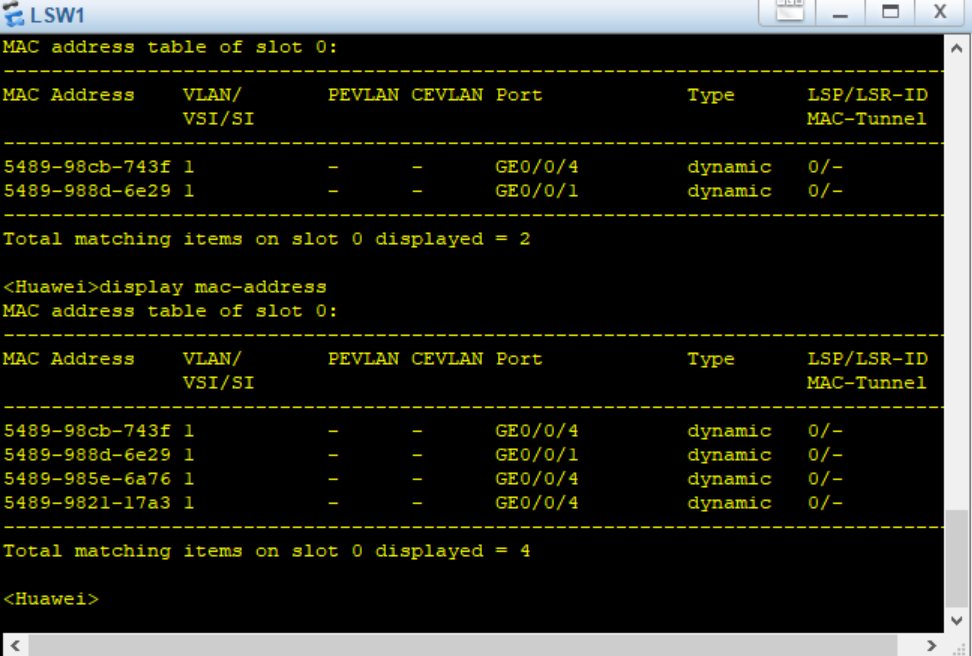 LSW1
MAC address table of slot 0:
-------------------------------------------------------------------------------
MAC Address    VLAN/       PEVLAN CEVLAN Port            Type      LSP/LSR-ID
               VSI/SI                                              MAC-Tunnel
-------------------------------------------------------------------------------
5489-98cb-743f 1           -      -      GE0/0/4         dynamic   0/-
5489-988d-6e29 1           -      -      GE0/0/1         dynamic   0/-
-------------------------------------------------------------------------------
Total matching items on slot 0 displayed = 2
<Huawei>display mac-address
MAC address table of slot 0:
-------------------------------------------------------------------------------
MAC Address    VLAN/       PEVLAN CEVLAN Port            Type      LSP/LSR-ID
               VSI/SI                                              MAC-Tunnel
-------------------------------------------------------------------------------
5489-98cb-743f 1           -      -      GE0/0/4         dynamic   0/-
5489-988d-6e29 1           -      -      GE0/0/1         dynamic   0/-
5489-985e-6a76 1           -      -      GE0/0/4         dynamic   0/-
5489-9821-17a3 1           -      -      GE0/0/4         dynamic   0/-
-------------------------------------------------------------------------------
Total matching items on slot 0 displayed = 4
<Huawei>